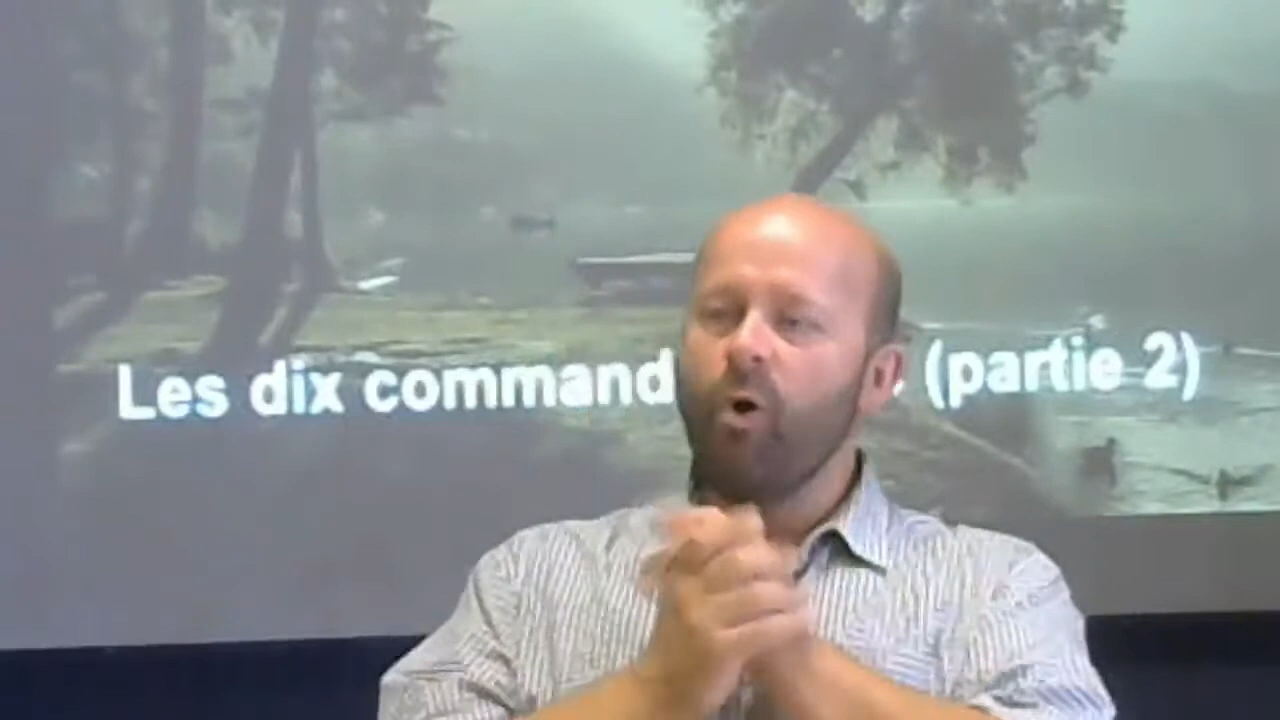 Les dix command (partie 2)